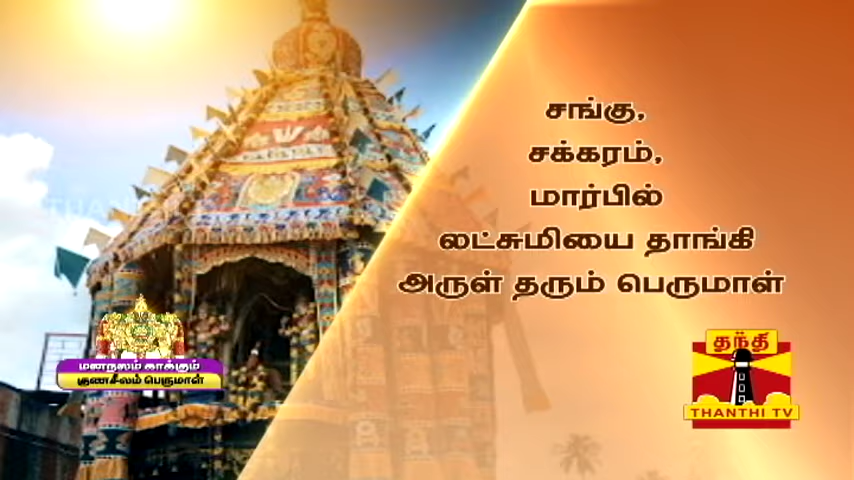 சங்கு,
சக்கரம்,
மார்பில்
லட்சுமியை தாங்கி
அருள் தரும் பெருமாள்
மனநலம் காக்கும்
குணசீலம் பெருமாள்
தந்தி
THANTHI TV